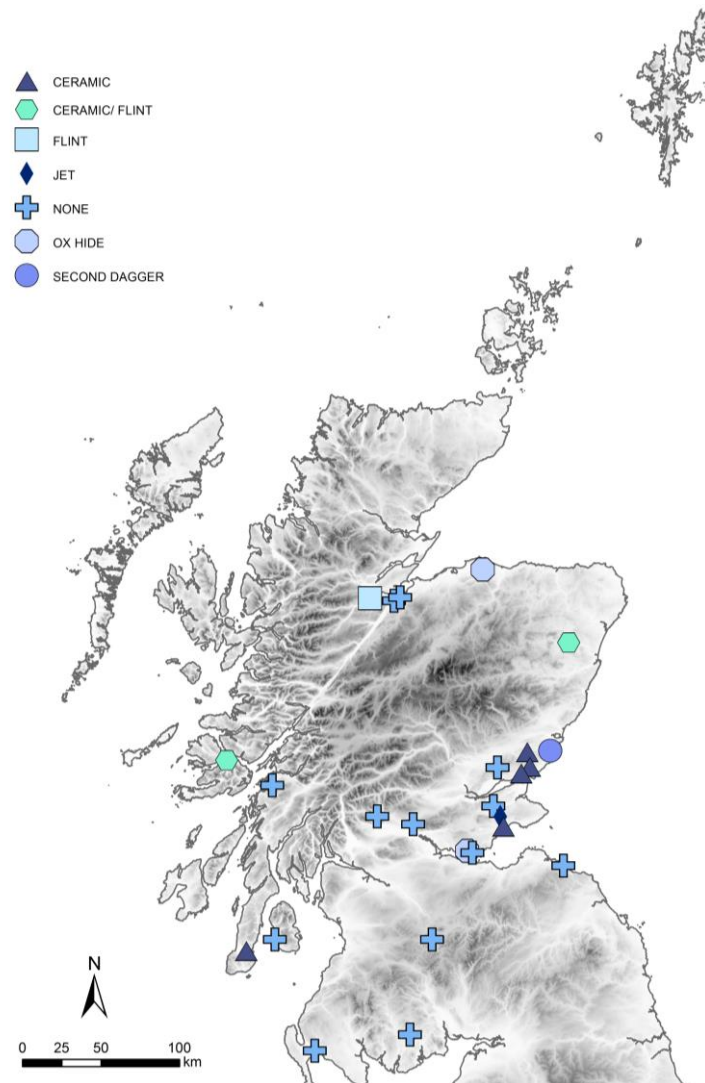 CERAMIC
CERAMIC/ FLINT
FLINT
JET
NONE
OX HIDE
SECOND DAGGER
N
0 25 50 100
km